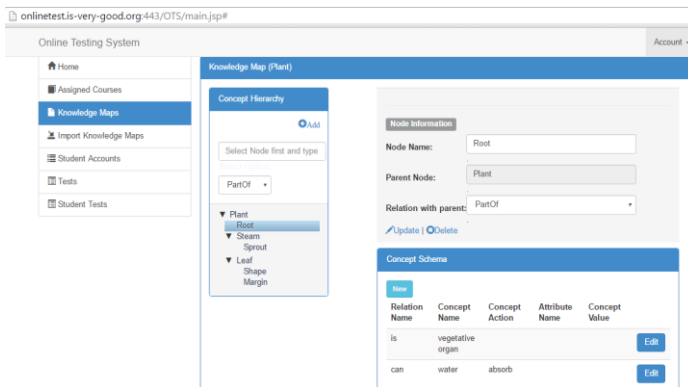 onlinetest.is-very-good.org:443/OTS/main.jsp#
Online Testing System
Account
Home
Assigned Courses
Knowledge Maps
Import Knowledge Maps
Student Accounts
Tests
Student Tests
Knowledge Map (Plant)
Concept Hierarchy
Add
Select Node first and type
PartOf
Plant
Root
Steam
Sprout
Leaf
Shape
Margin
Node Information
Node Name: Root
Parent Node: Plant
Relation with parent: PartOf
Update | Delete
Concept Schema
New
Relation Name Concept Name Concept Action Attribute Name Concept Value
is vegetative organ Edit
can water absorb Edit